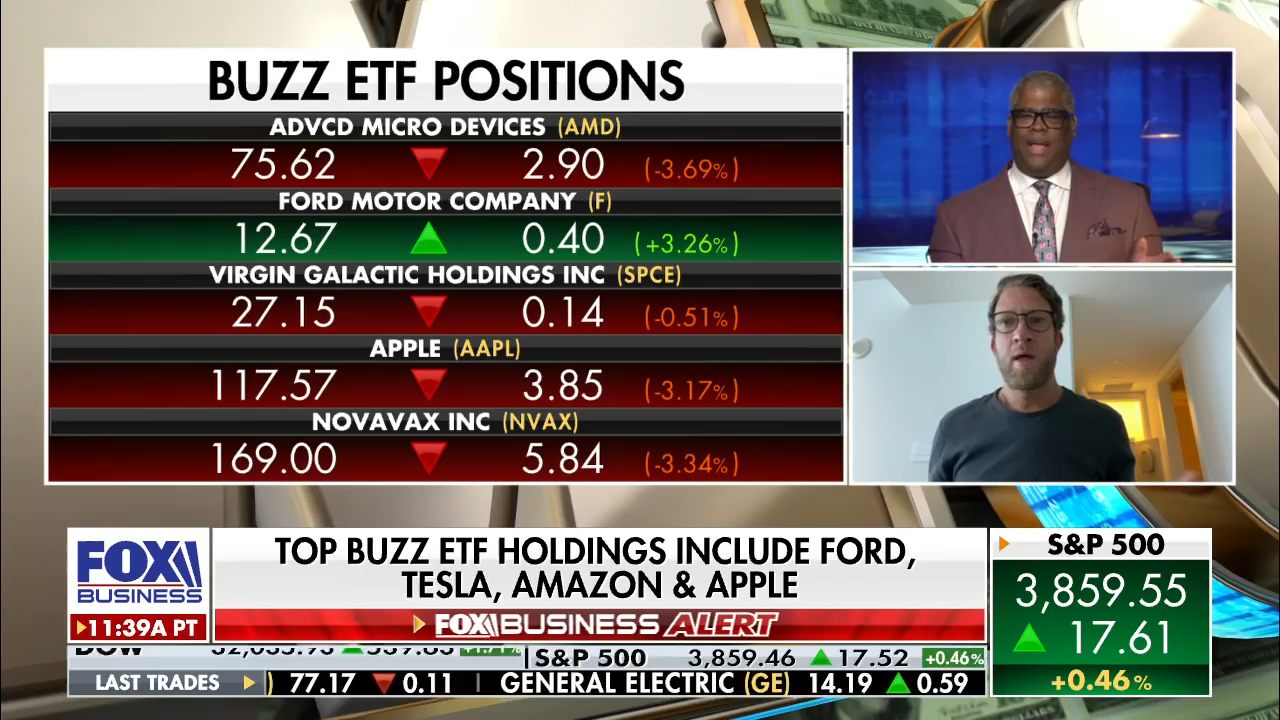 BUZZ ETF POSITIONS
ADVCD MICRO DEVICES (AMD)
75.62 ▼ 2.90 (-3.69%)
FORD MOTOR COMPANY (F)
12.67 ▲ 0.40 (+3.26%)
VIRGIN GALACTIC HOLDINGS INC (SPCE)
27.15 ▼ 0.14 (-0.51%)
APPLE (AAPL)
117.57 ▼ 3.85 (-3.17%)
NOVAVAX INC (NVAX)
169.00 ▼ 5.84 (-3.34%)
FOX
BUSINESS
11:39A PT
TOP BUZZ ETF HOLDINGS INCLUDE FORD,
TESLA, AMAZON & APPLE
FOX BUSINESS ALERT
S&P 500
3,859.55
▲ 17.61
+0.46%
DOW
S&P 500 3,859.46 ▲ 17.52 +0.46%
LAST TRADES ) 77.17 ▼ 0.11 | GENERAL ELECTRIC (GE) 14.19 ▲ 0.59